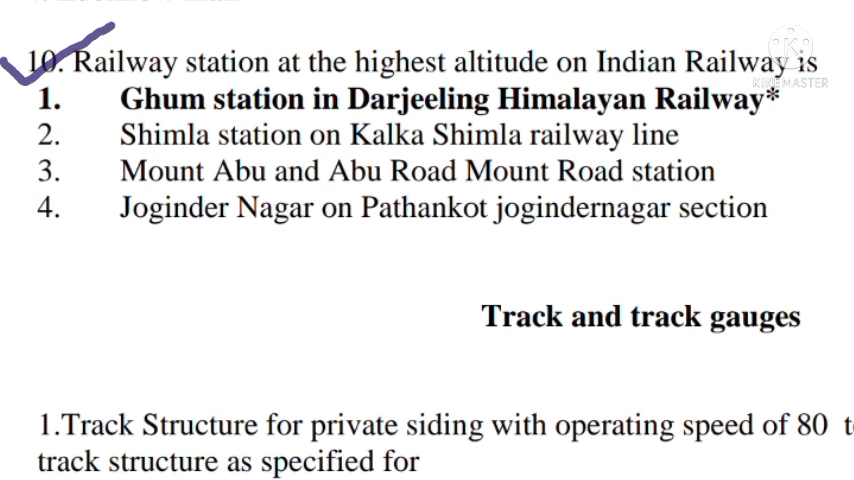 10. Railway station at the highest altitude on Indian Railway is
KINEMASTER
1. Ghum station in Darjeeling Himalayan Railway*
2. Shimla station on Kalka Shimla railway line
3. Mount Abu and Abu Road Mount Road station
4. Joginder Nagar on Pathankot jogindernagar section
Track and track gauges
1.Track Structure for private siding with operating speed of 80
track structure as specified for